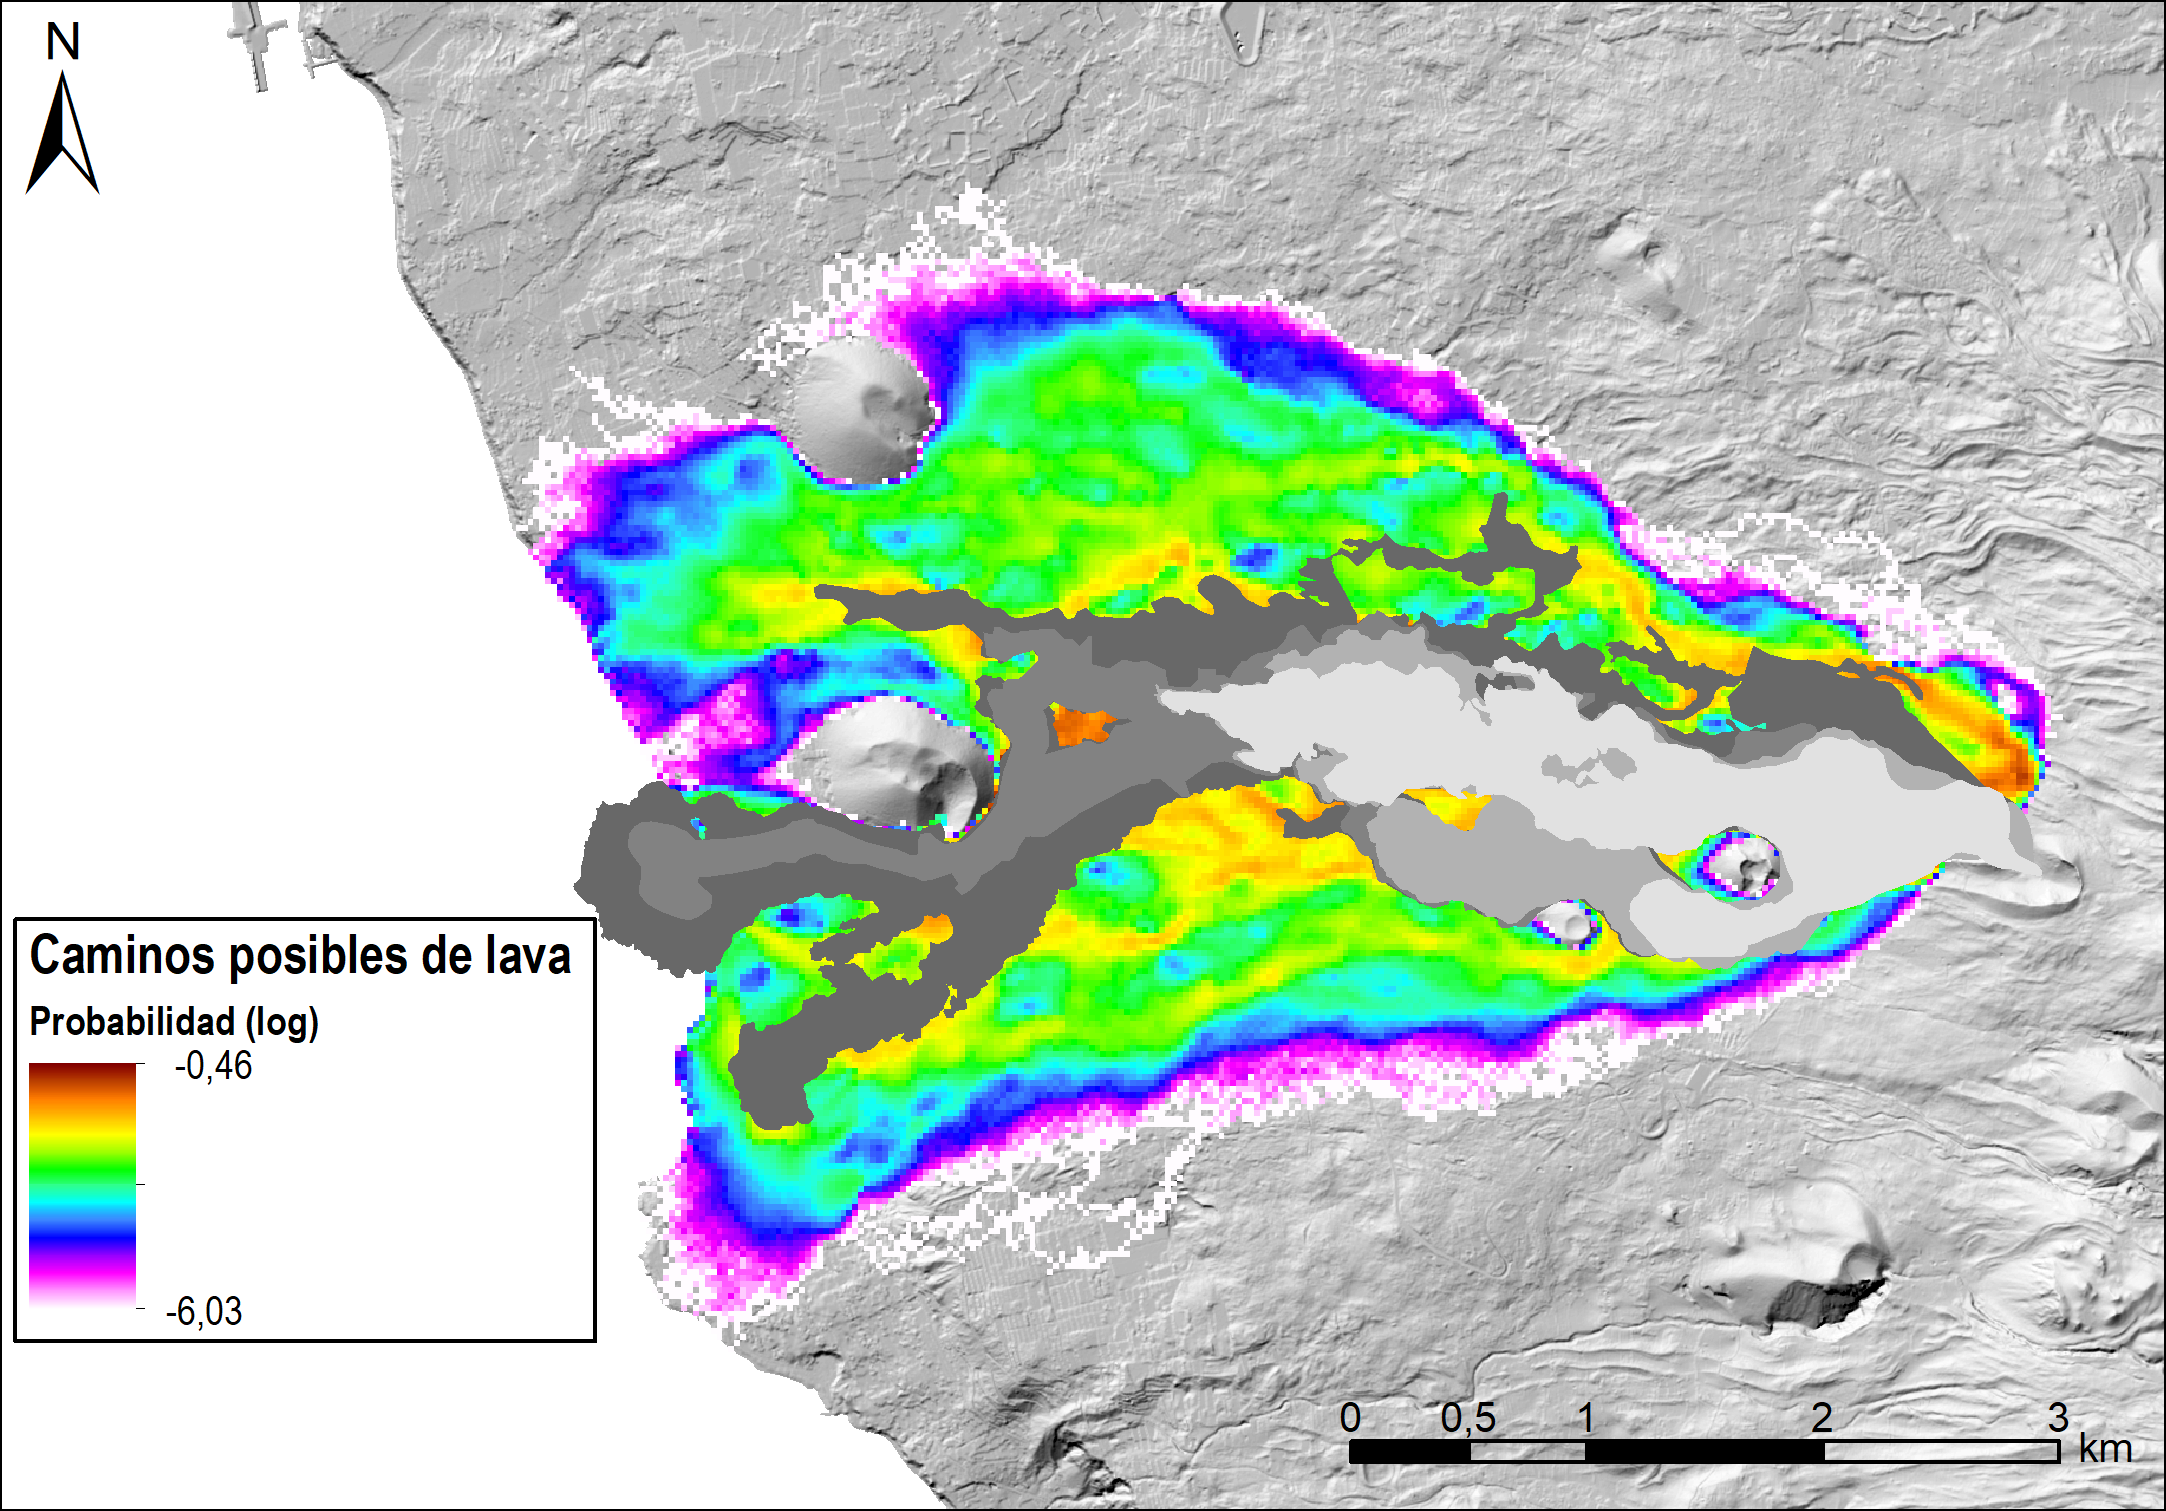 N
Caminos posibles de lava
Probabilidad (log)
-0,46
-6,03
0 0,5 1 2 3
km